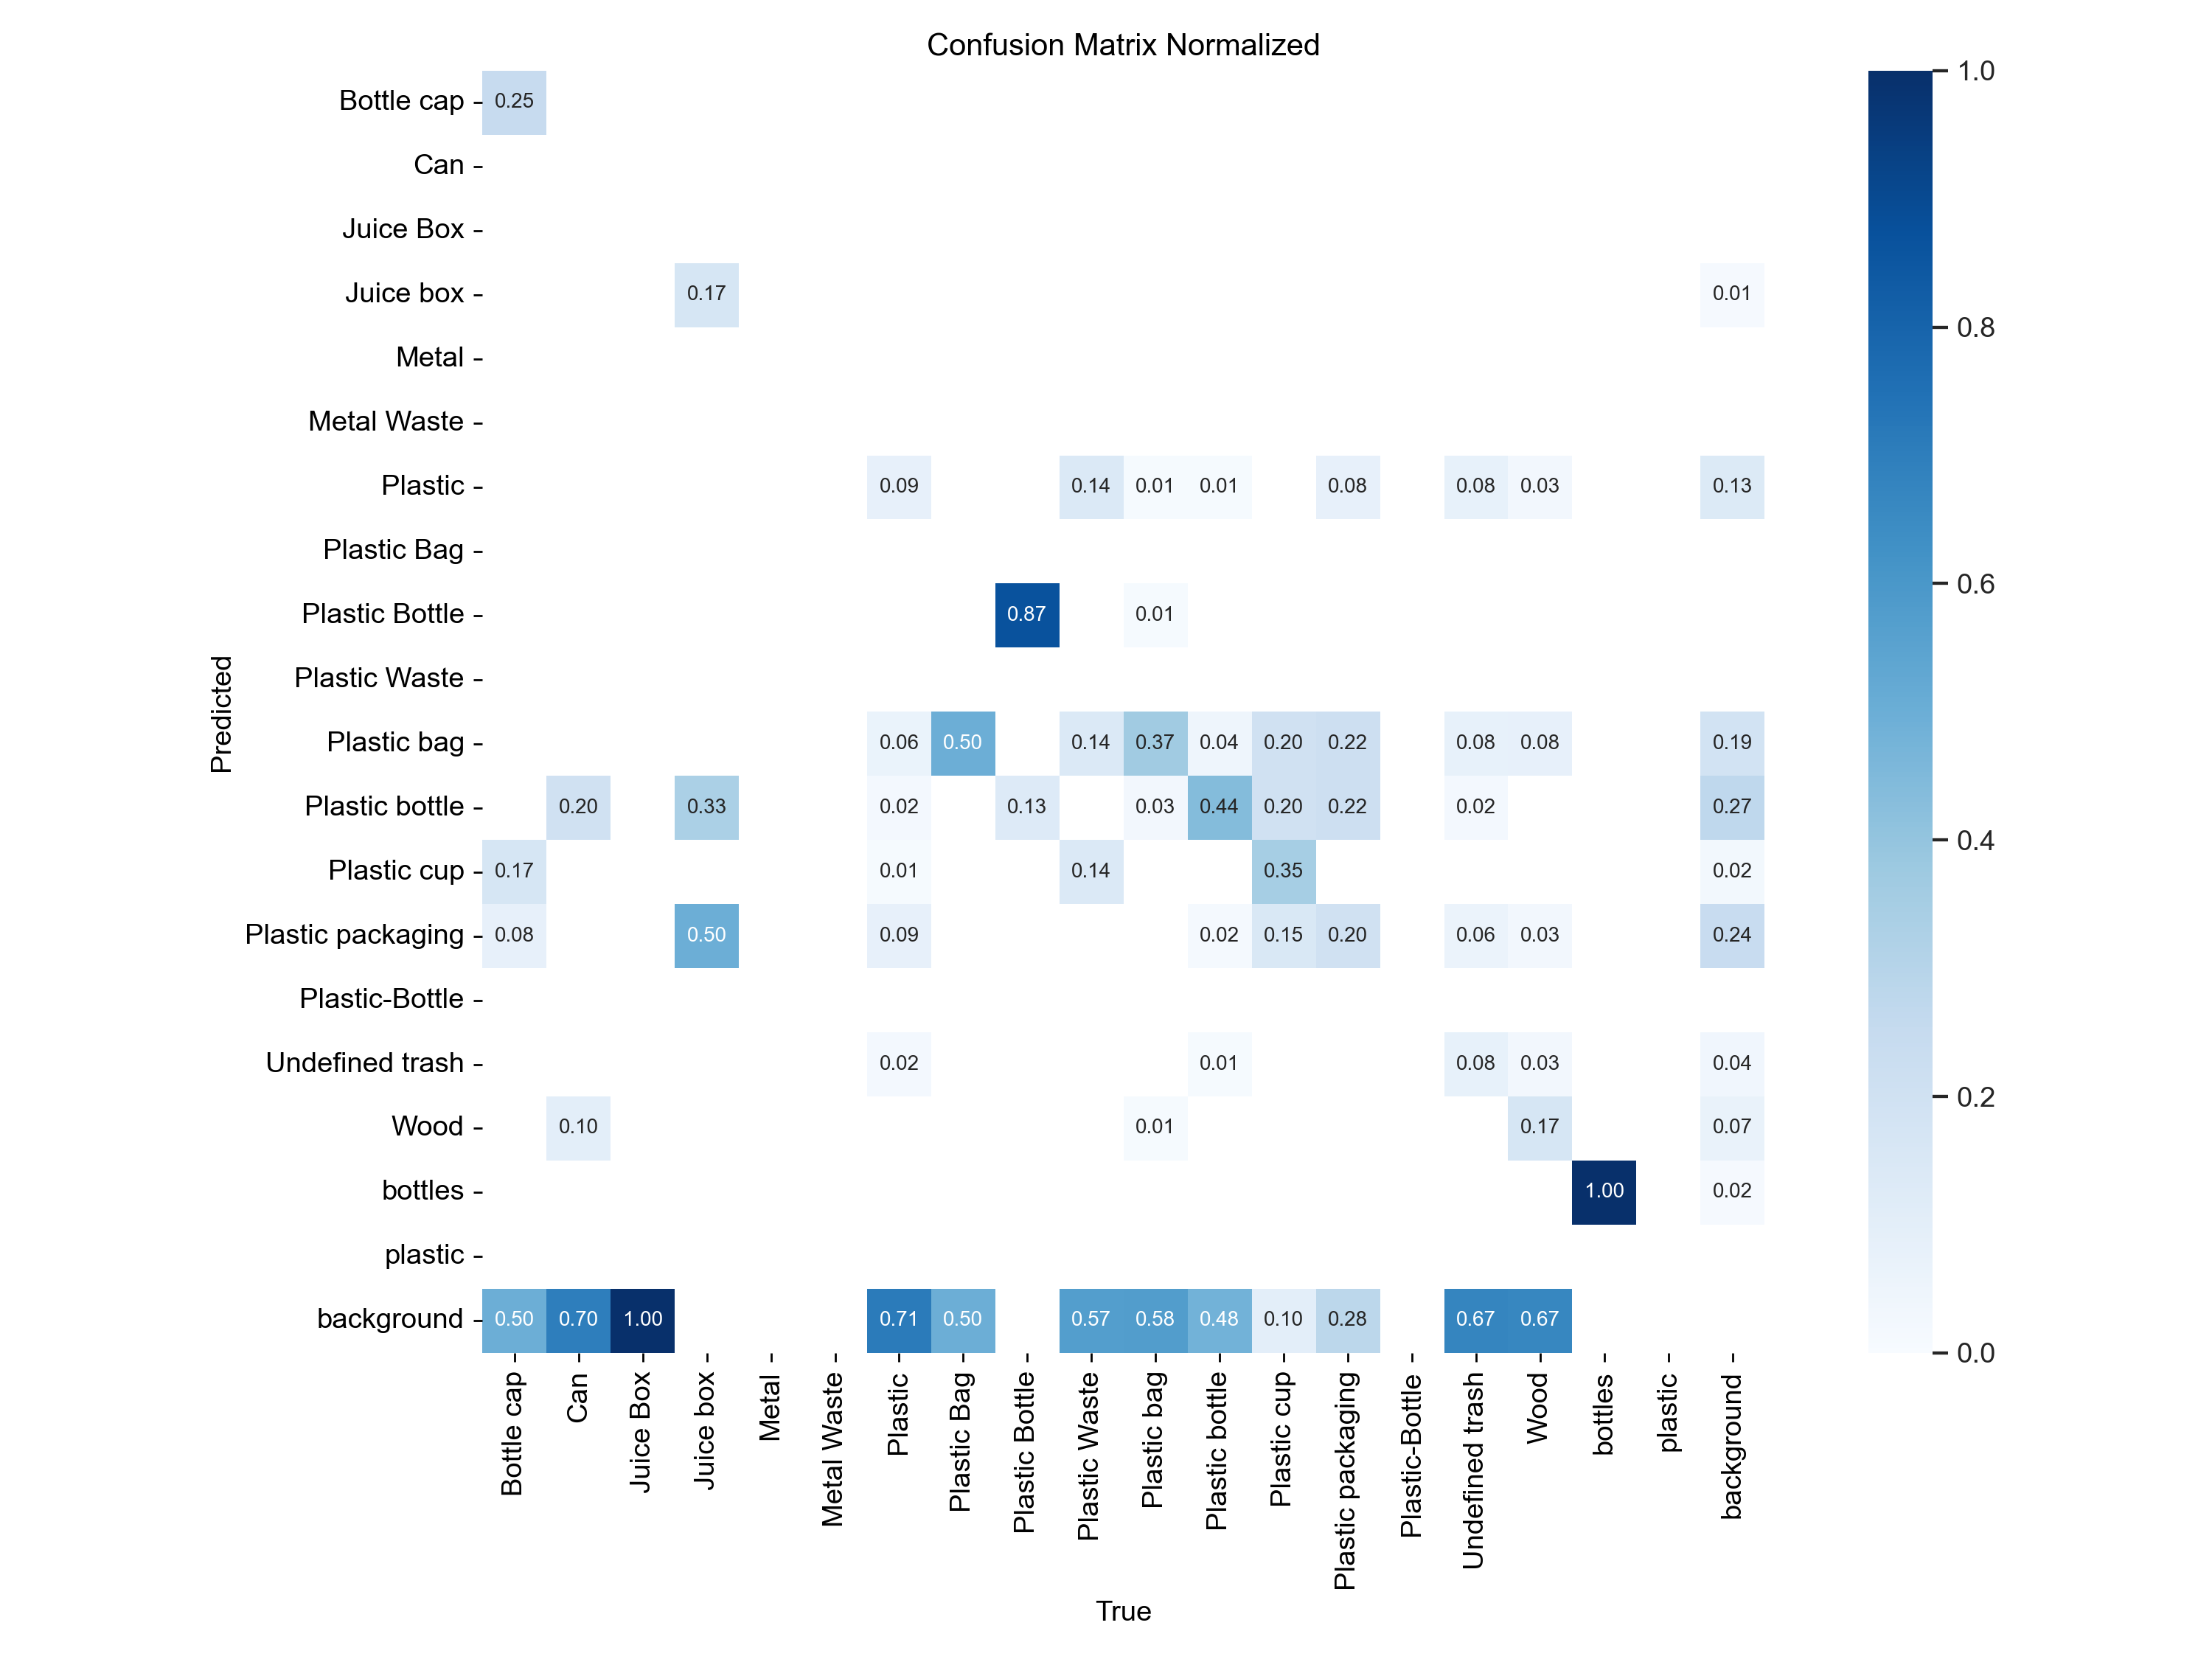 Confusion Matrix Normalized
Bottle cap 0.25
Can
Juice Box
Juice box 0.17 0.01
Metal
Metal Waste
Plastic 0.09 0.14 0.01 0.01 0.08 0.08 0.03 0.13
Plastic Bag
Plastic Bottle 0.87 0.01
Plastic Waste
Plastic bag 0.06 0.50 0.14 0.37 0.04 0.20 0.22 0.08 0.08 0.19
Plastic bottle 0.20 0.33 0.02 0.13 0.03 0.44 0.20 0.22 0.02 0.27
Plastic cup 0.17 0.01 0.14 0.35 0.02
Plastic packaging 0.08 0.50 0.09 0.02 0.15 0.20 0.06 0.03 0.24
Plastic-Bottle
Undefined trash 0.02 0.01 0.08 0.03 0.04
Wood 0.10 0.01 0.17 0.07
bottles 1.00 0.02
plastic
background 0.50 0.70 1.00 0.71 0.50 0.57 0.58 0.48 0.10 0.28 0.67 0.67
Predicted
Bottle cap
Can
Juice Box
Juice box
Metal
Metal Waste
Plastic
Plastic Bag
Plastic Bottle
Plastic Waste
Plastic bag
Plastic bottle
Plastic cup
Plastic packaging
Plastic-Bottle
Undefined trash
Wood
bottles
plastic
background
True
1.0
0.8
0.6
0.4
0.2
0.0